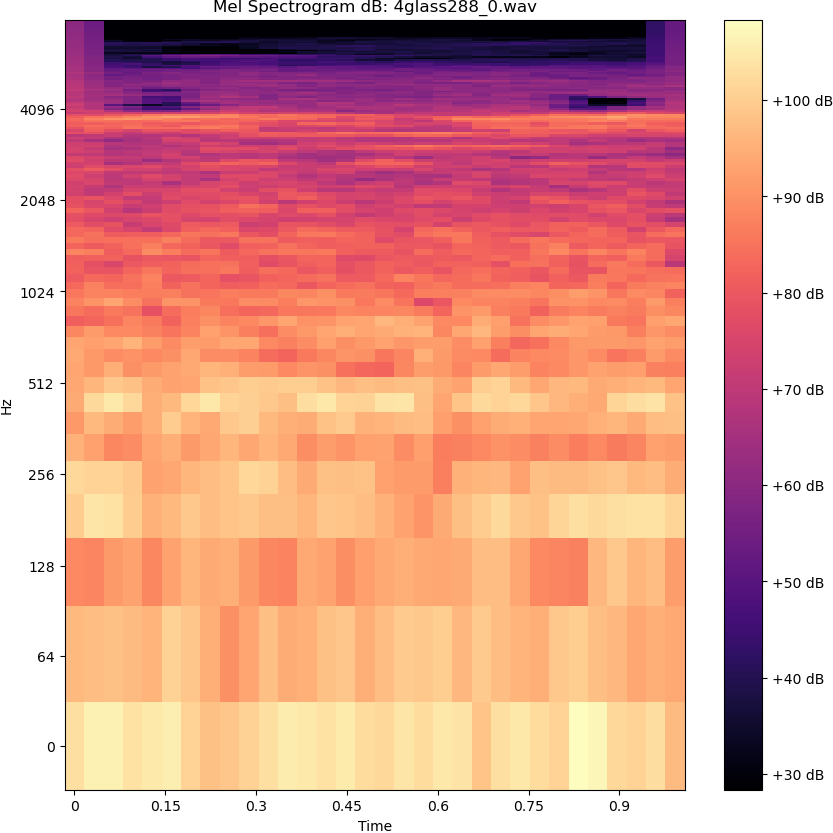 Mel Spectrogram dB: 4glass288_0.wav
4096
2048
1024
512
256
128
64
0
Hz
0 0.15 0.3 0.45 0.6 0.75 0.9
Time
+100 dB
+90 dB
+80 dB
+70 dB
+60 dB
+50 dB
+40 dB
+30 dB